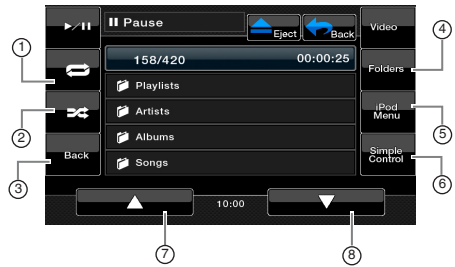 Pause
Eject
Back
Video
158/420
00:00:25
Folders
Playlists
Artists
iPod
Menu
Albums
Back
Songs
Simple
Control
10:00
1
2
3
4
5
6
7
8